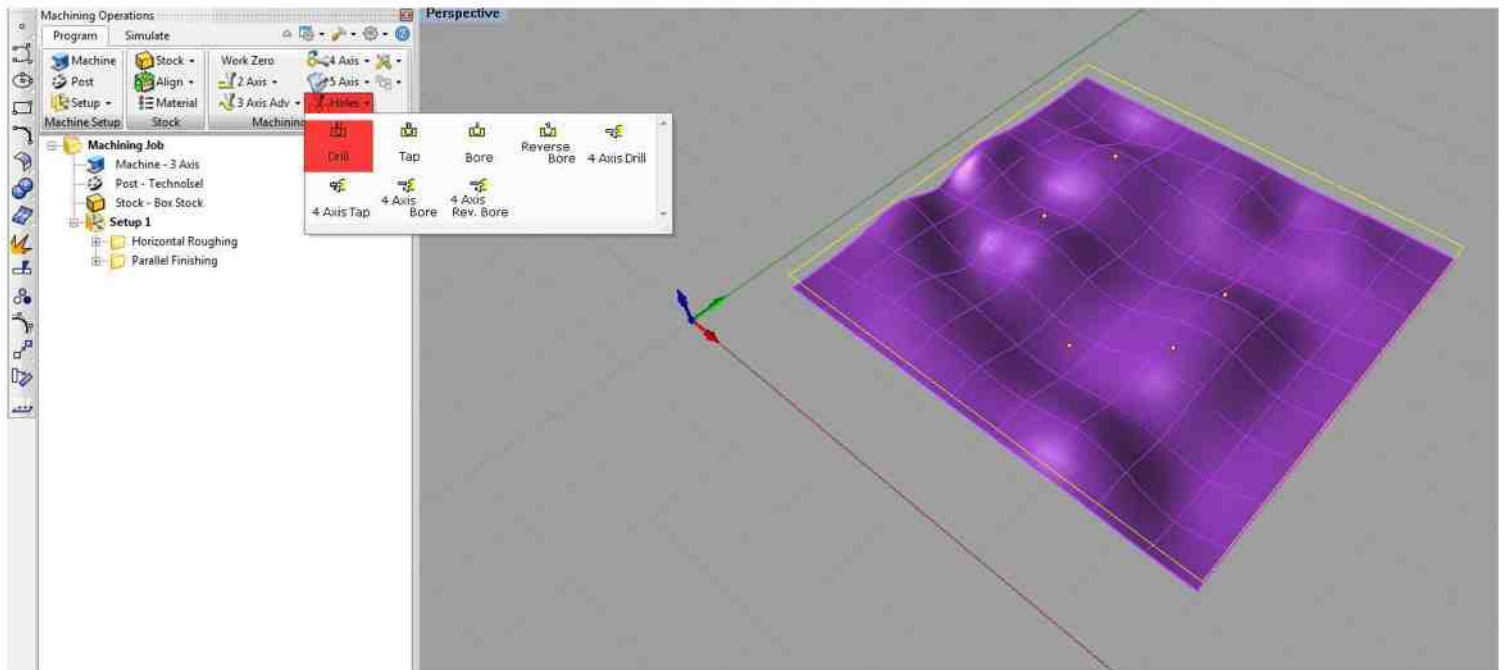 Machining Operations
Perspective
Program Simulate
Machine Stock Work Zero 4 Axis
Post Align 2 Axis 5 Axis
Setup Material 3 Axis Adv Holes
Machine Setup Stock Machining
Drill Tap Bore Reverse Bore 4 Axis Drill
4 Axis Tap 4 Axis Bore 4 Axis Rev. Bore
Machining Job
Machine - 3 Axis
Post - TechnoIsel
Stock - Box Stock
Setup 1
Horizontal Roughing
Parallel Finishing